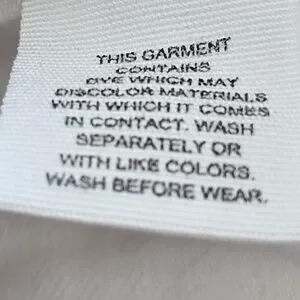 THIS GARMENT
CONTAINS
DYE WHICH MAY
DISCOLOR MATERIALS
WITH WHICH IT COMES
IN CONTACT. WASH
SEPARATELY OR
WITH LIKE COLORS.
WASH BEFORE WEAR.